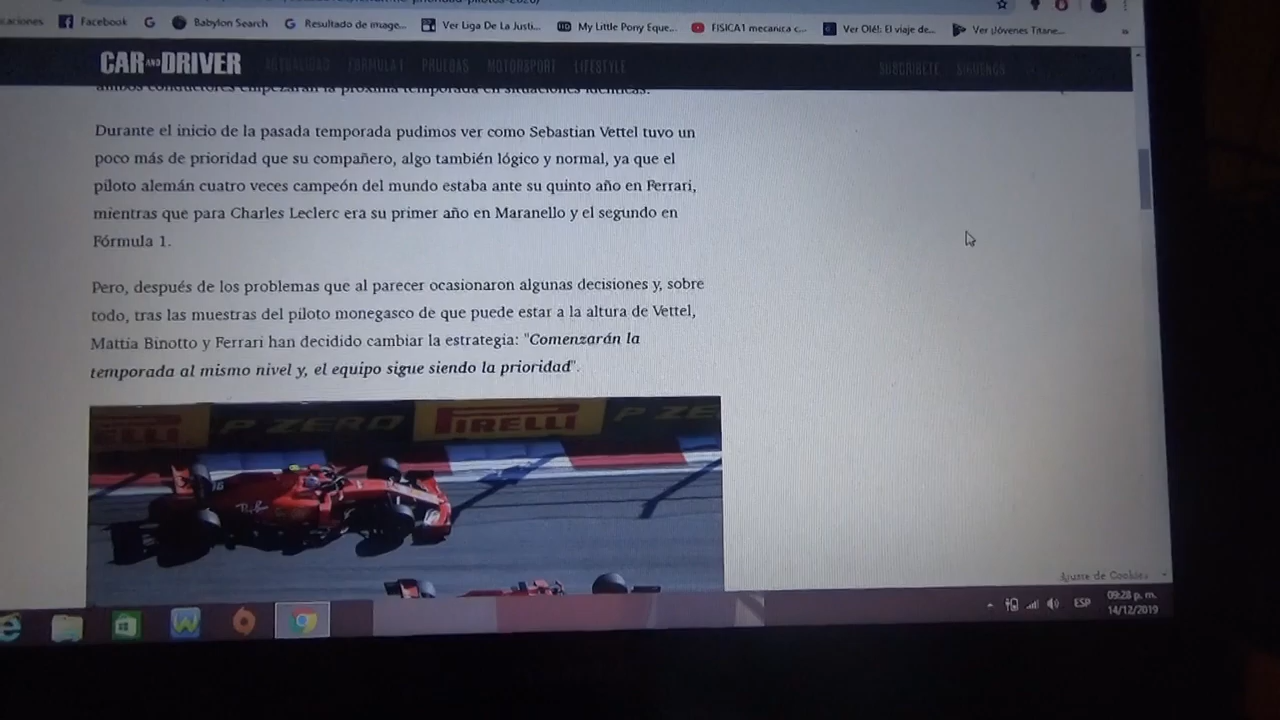 aciones Facebook Babylon Search Resultado de image... Ver Liga De La Justi... My Little Pony Eque... FISICA1 mecanica c... Ver Olé!: El viaje de... Ver ¡Jóvenes Titane... »
CAR AND DRIVER ACTUALIDAD FÓRMULA 1 PRUEBAS MOTORSPORT LIFESTYLE SUBSCRÍBETE SÍGUENOS
ambos conductores empezarán la próxima temporada en situaciones idénticas.
Durante el inicio de la pasada temporada pudimos ver como Sebastian Vettel tuvo un
poco más de prioridad que su compañero, algo también lógico y normal, ya que el
piloto alemán cuatro veces campeón del mundo estaba ante su quinto año en Ferrari,
mientras que para Charles Leclerc era su primer año en Maranello y el segundo en
Fórmula 1.
Pero, después de los problemas que al parecer ocasionaron algunas decisiones y, sobre
todo, tras las muestras del piloto monegasco de que puede estar a la altura de Vettel,
Mattia Binotto y Ferrari han decidido cambiar la estrategia: "Comenzarán la
temporada al mismo nivel y, el equipo sigue siendo la prioridad".
ELLI P ZERO PIRELLI P ZE
16
Ray-Ban
Ajuste de Cookies
ESP 09:28 p. m.
14/12/2019